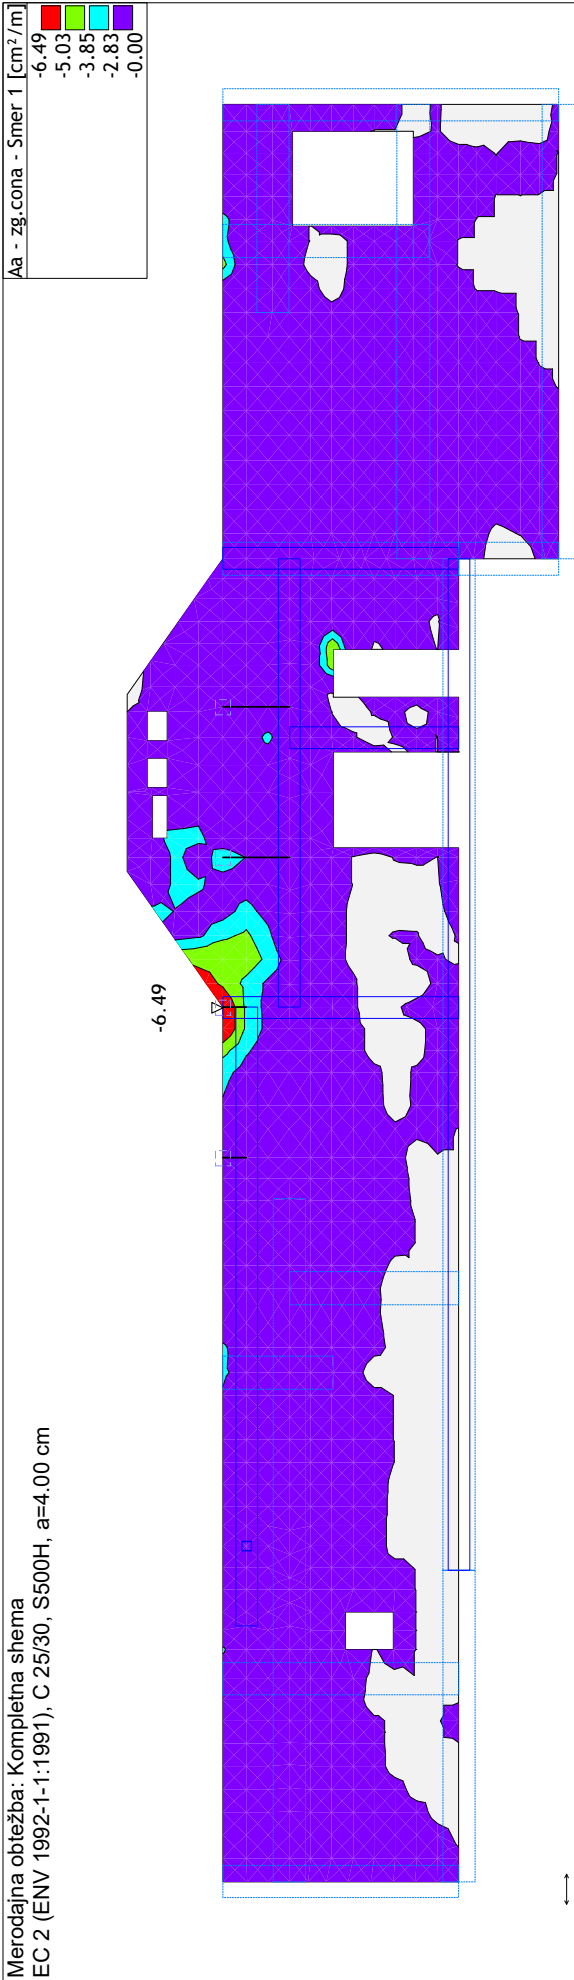 Merodajna obtežba: Kompletna shema
EC 2 (ENV 1992-1-1:1991), C 25/30, S500H, a=4.00 cm
Aa - zg.cona - Smer 1 [cm²/m]
-6.49
-5.03
-3.85
-2.83
-0.00
-6.49